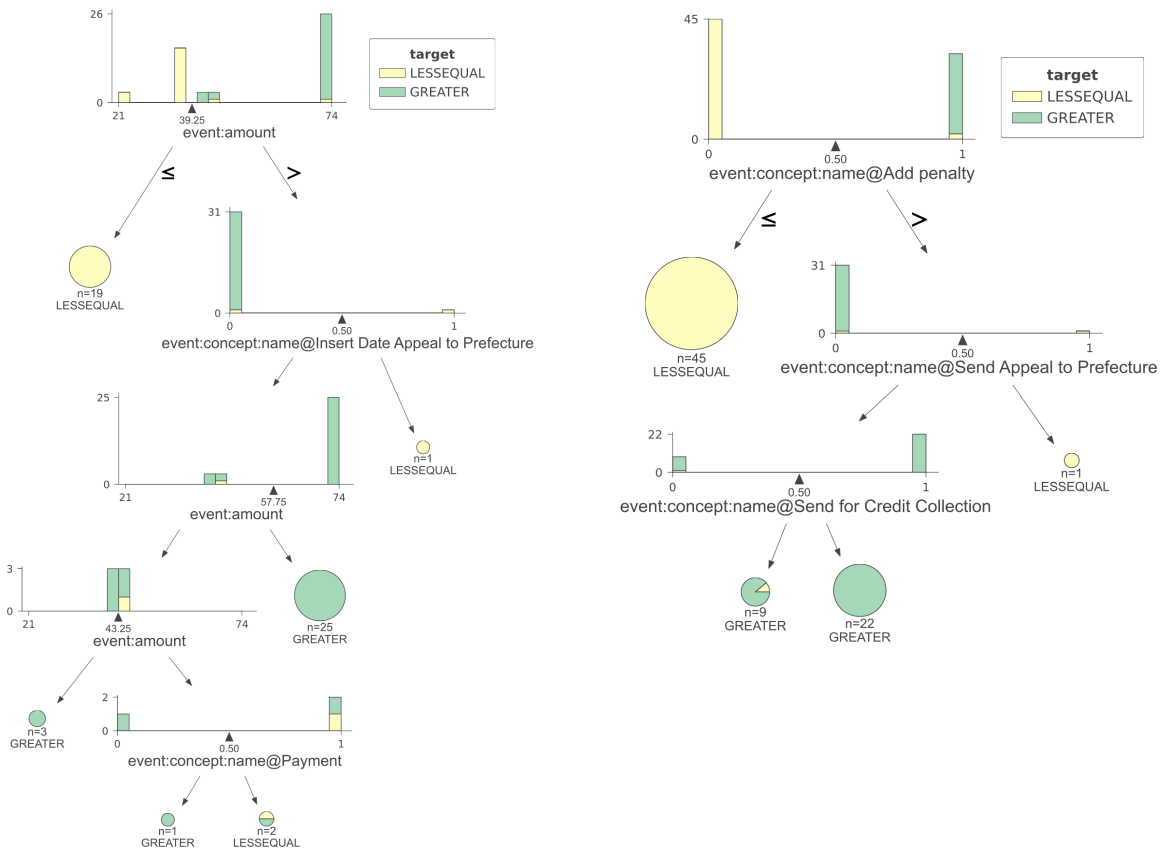 26
0
21
39.25
74
event:amount
target
LESSEQUAL
GREATER
≤
>
n=19
LESSEQUAL
31
0
0
0.50
1
event:concept:name@Insert Date Appeal to Prefecture
25
0
21
57.75
74
event:amount
n=1
LESSEQUAL
3
0
21
43.25
74
event:amount
n=25
GREATER
n=3
GREATER
2
0
0
0.50
1
event:concept:name@Payment
n=1
GREATER
n=2
LESSEQUAL
45
0
0
0.50
1
event:concept:name@Add penalty
target
LESSEQUAL
GREATER
≤
>
n=45
LESSEQUAL
31
0
0
0.50
1
event:concept:name@Send Appeal to Prefecture
22
0
0
0.50
1
event:concept:name@Send for Credit Collection
n=1
LESSEQUAL
n=9
GREATER
n=22
GREATER